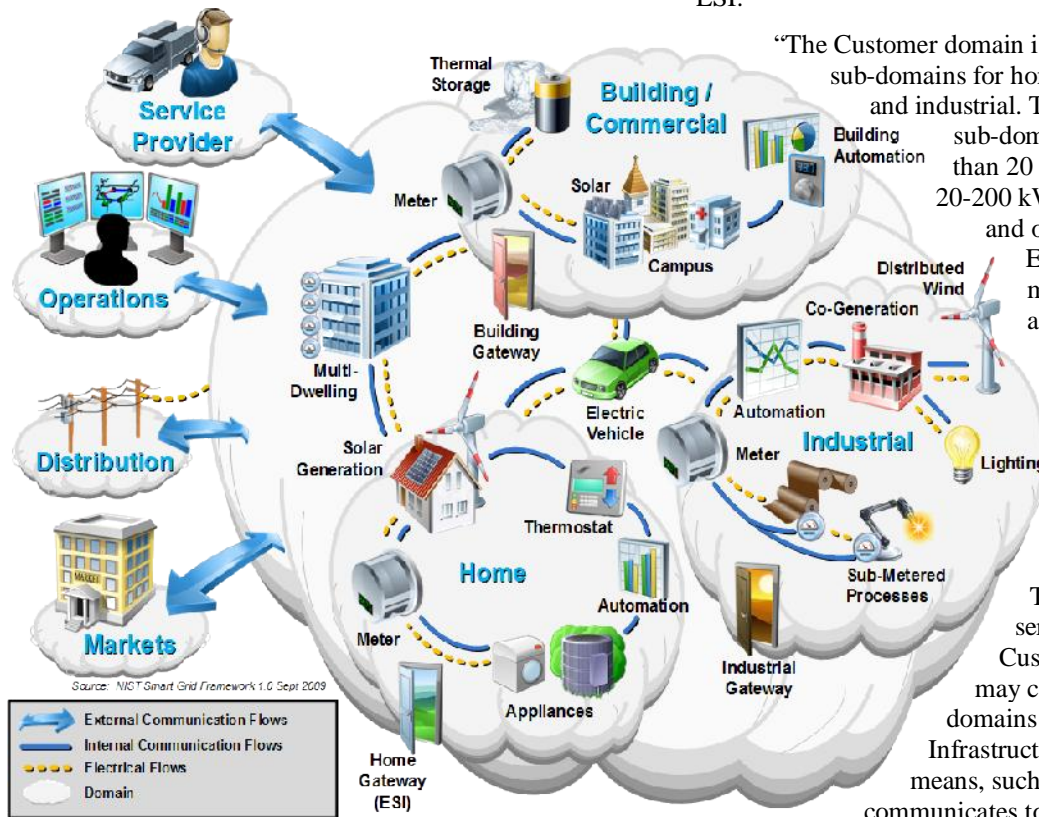 ESI.
“The Customer domain i
sub-domains for ho
and industrial. T
sub-dom
than 20
20-200 kV
and o
E
m
a
Service
Provider
Operations
Distribution
Markets
Thermal
Storage
Building /
Commercial
Building
Automation
Meter
Solar
Campus
Building
Gateway
Multi-
Dwelling
Electric
Vehicle
Distributed
Wind
Co-Generation
Automation
Industrial
Meter
Lighting
Sub-Metered
Processes
Industrial
Gateway
Solar
Generation
Thermostat
Home
Automation
Meter
Appliances
Home
Gateway
(ESI)
MARKET
Source: NIST Smart Grid Framework 1.0 Sept 2009
External Communication Flows
Internal Communication Flows
Electrical Flows
Domain
T
ser
Cus
may c
domains
Infrastruct
means, such
communicates to